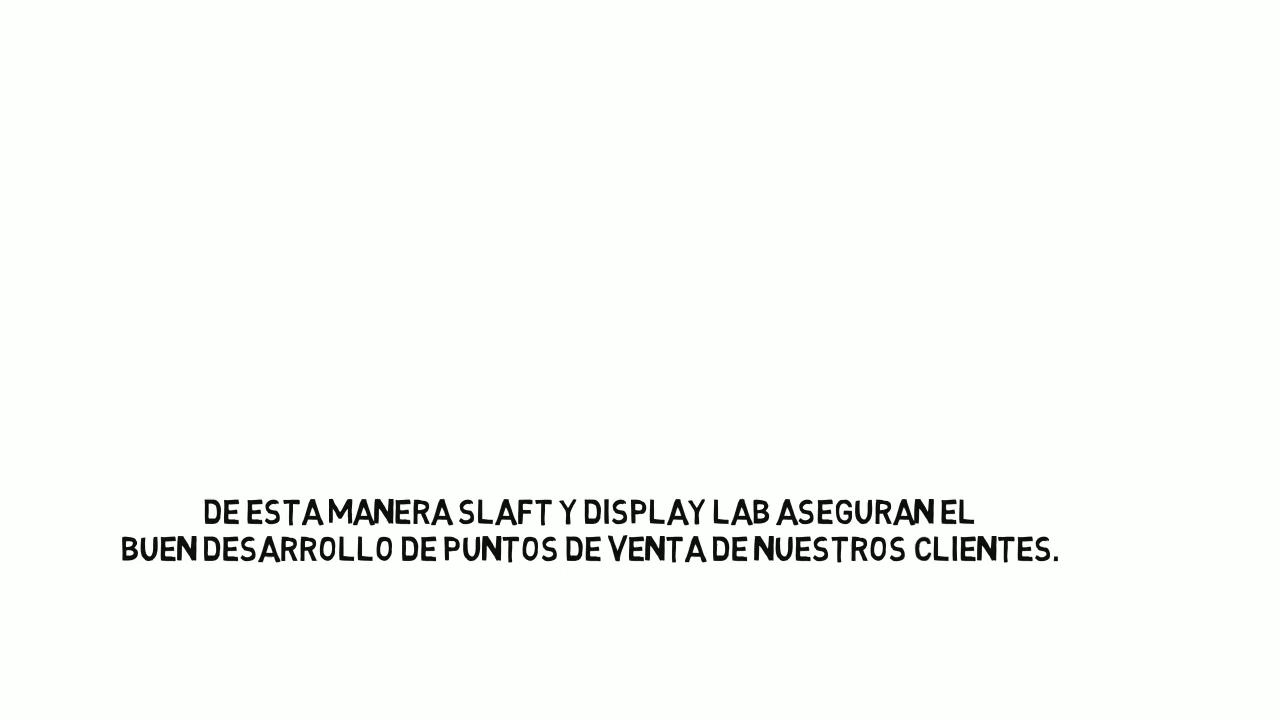 DE ESTA MANERA SLAFT Y DISPLAY LAB ASEGURAN EL
BUEN DESARROLLO DE PUNTOS DE VENTA DE NUESTROS CLIENTES.